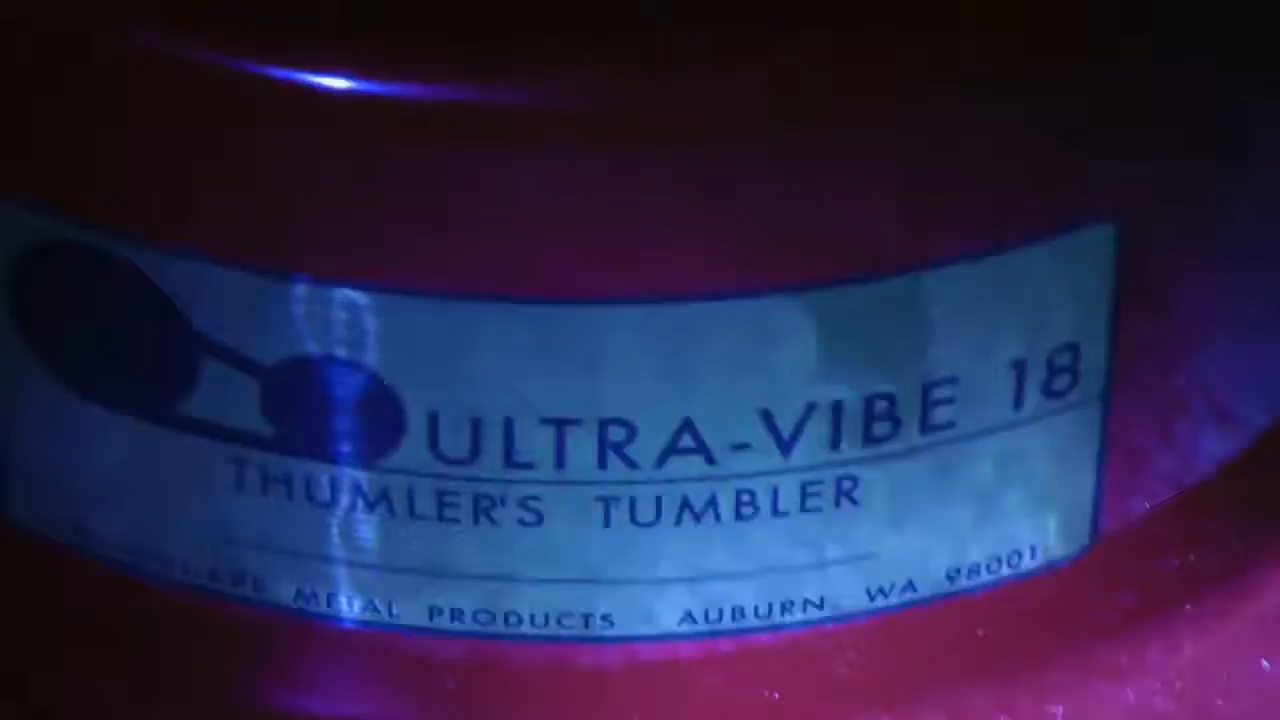 ULTRA-VIBE 18
THUMLER'S TUMBLER
METAL PRODUCTS AUBURN WA 98001